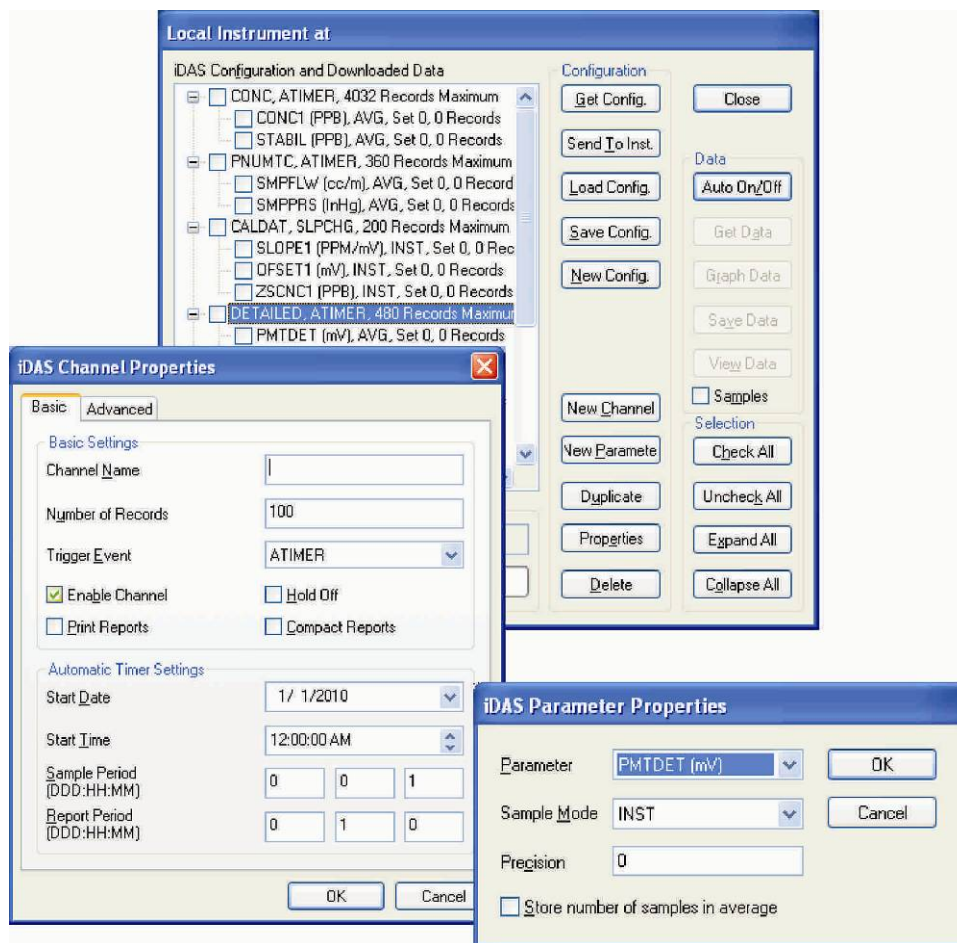 Local Instrument at
iDAS Configuration and Downloaded Data
CONC, ATIMER, 4032 Records Maximum
CONC1 (PPB), AVG, Set 0, 0 Records
STABIL (PPB), AVG, Set 0, 0 Records
PNUMTC, ATIMER, 360 Records Maximum
SMPFLW (cc/m), AVG, Set 0, 0 Record
SMPPRS (InHg), AVG, Set 0, 0 Records
CALDAT, SLPCHG, 200 Records Maximum
SLOPE1 (PPM/mV), INST, Set 0, 0 Rec
OFSET1 (mV), INST, Set 0, 0 Records
ZSCNC1 (PPB), INST, Set 0, 0 Records
DETAILED, ATIMER, 480 Records Maximu
PMTDET (mV), AVG, Set 0, 0 Records
Configuration
Get Config.
Send To Inst.
Load Config.
Save Config.
New Config.
New Channel
New Paramete
Duplicate
Properties
Delete
Close
Data
Auto On/Off
Get Data
Graph Data
Save Data
View Data
Samples
Selection
Check All
Uncheck All
Expand All
Collapse All
iDAS Channel Properties
Basic
Advanced
Basic Settings
Channel Name
Number of Records 100
Trigger Event ATIMER
Enable Channel Hold Off
Print Reports Compact Reports
Automatic Timer Settings
Start Date 1/ 1/2010
Start Time 12:00:00 AM
Sample Period
(DDD:HH:MM) 0 0 1
Report Period
(DDD:HH:MM) 0 1 0
OK Cancel
iDAS Parameter Properties
Parameter PMTDET (mV) OK
Sample Mode INST Cancel
Precision 0
Store number of samples in average